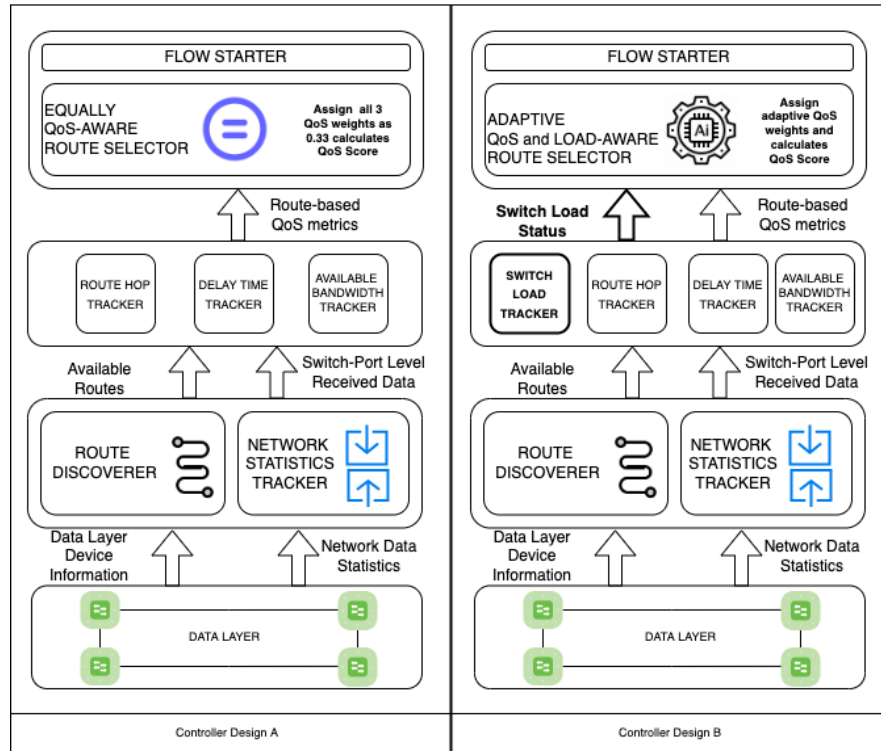 FLOW STARTER
EQUALLY
QoS-AWARE
ROUTE SELECTOR
Assign all 3
QoS weights as
0.33 calculates
QoS Score
Route-based
QoS metrics
ROUTE HOP
TRACKER
DELAY TIME
TRACKER
AVAILABLE
BANDWIDTH
TRACKER
Available
Routes
Switch-Port Level
Received Data
ROUTE
DISCOVERER
NETWORK
STATISTICS
TRACKER
Data Layer
Device
Information
Network Data
Statistics
DATA LAYER
Controller Design A
FLOW STARTER
ADAPTIVE
QoS and LOAD-AWARE
ROUTE SELECTOR
Ai
Assign
adaptive QoS
weights and
calculates
QoS Score
Switch Load
Status
Route-based
QoS metrics
SWITCH
LOAD
TRACKER
ROUTE HOP
TRACKER
DELAY TIME
TRACKER
AVAILABLE
BANDWIDTH
TRACKER
Available
Routes
Switch-Port Level
Received Data
ROUTE
DISCOVERER
NETWORK
STATISTICS
TRACKER
Data Layer
Device
Information
Network Data
Statistics
DATA LAYER
Controller Design B